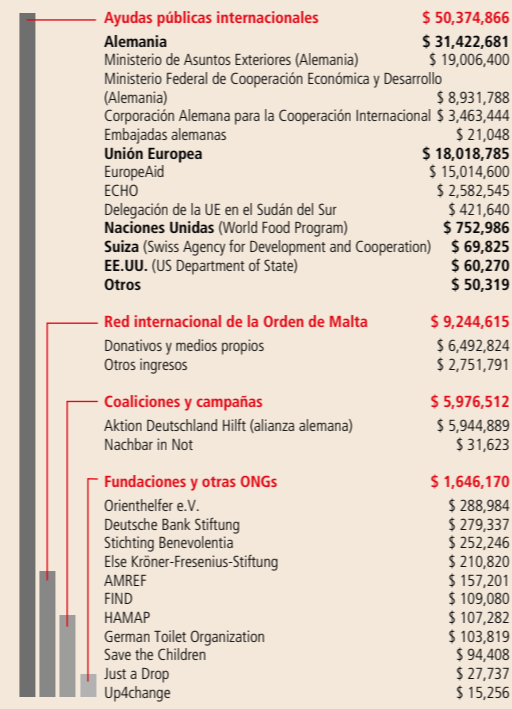 Ayudas públicas internacionales $ 50,374,866
Alemania $ 31,422,681
Ministerio de Asuntos Exteriores (Alemania) $ 19,006,400
Ministerio Federal de Cooperación Económica y Desarrollo
(Alemania) $ 8,931,788
Corporación Alemana para la Cooperación Internacional $ 3,463,444
Embajadas alemanas $ 21,048
Unión Europea $ 18,018,785
EuropeAid $ 15,014,600
ECHO $ 2,582,545
Delegación de la UE en el Sudán del Sur $ 421,640
Naciones Unidas (World Food Program) $ 752,986
Suiza (Swiss Agency for Development and Cooperation) $ 69,825
EE.UU. (US Department of State) $ 60,270
Otros $ 50,319
Red internacional de la Orden de Malta $ 9,244,615
Donativos y medios propios $ 6,492,824
Otros ingresos $ 2,751,791
Coaliciones y campañas $ 5,976,512
Aktion Deutschland Hilft (alianza alemana) $ 5,944,889
Nachbar in Not $ 31,623
Fundaciones y otras ONGs $ 1,646,170
Orienthelfer e.V. $ 288,984
Deutsche Bank Stiftung $ 279,337
Stichting Benevolentia $ 252,246
Else Kröner-Fresenius-Stiftung $ 210,820
AMREF $ 157,201
FIND $ 109,080
HAMAP $ 107,282
German Toilet Organization $ 103,819
Save the Children $ 94,408
Just a Drop $ 27,737
Up4change $ 15,256